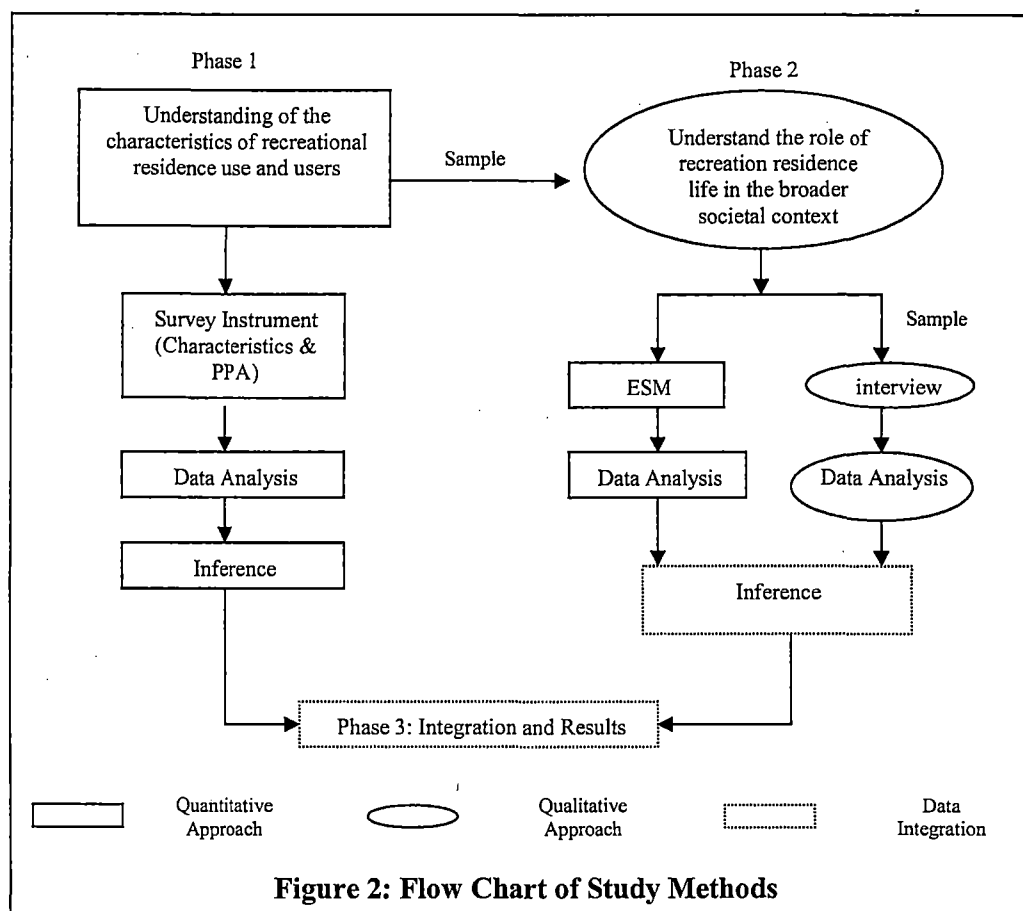 Phase 1
Understanding of the
characteristics of recreational
residence use and users
Sample
Phase 2
Understand the role of
recreation residence
life in the broader
societal context
Survey Instrument
(Characteristics &
PPA)
Data Analysis
Inference
Sample
ESM
interview
Data Analysis
Data Analysis
Inference
Phase 3: Integration and Results
Quantitative
Approach
Qualitative
Approach
Data
Integration
Figure 2: Flow Chart of Study Methods